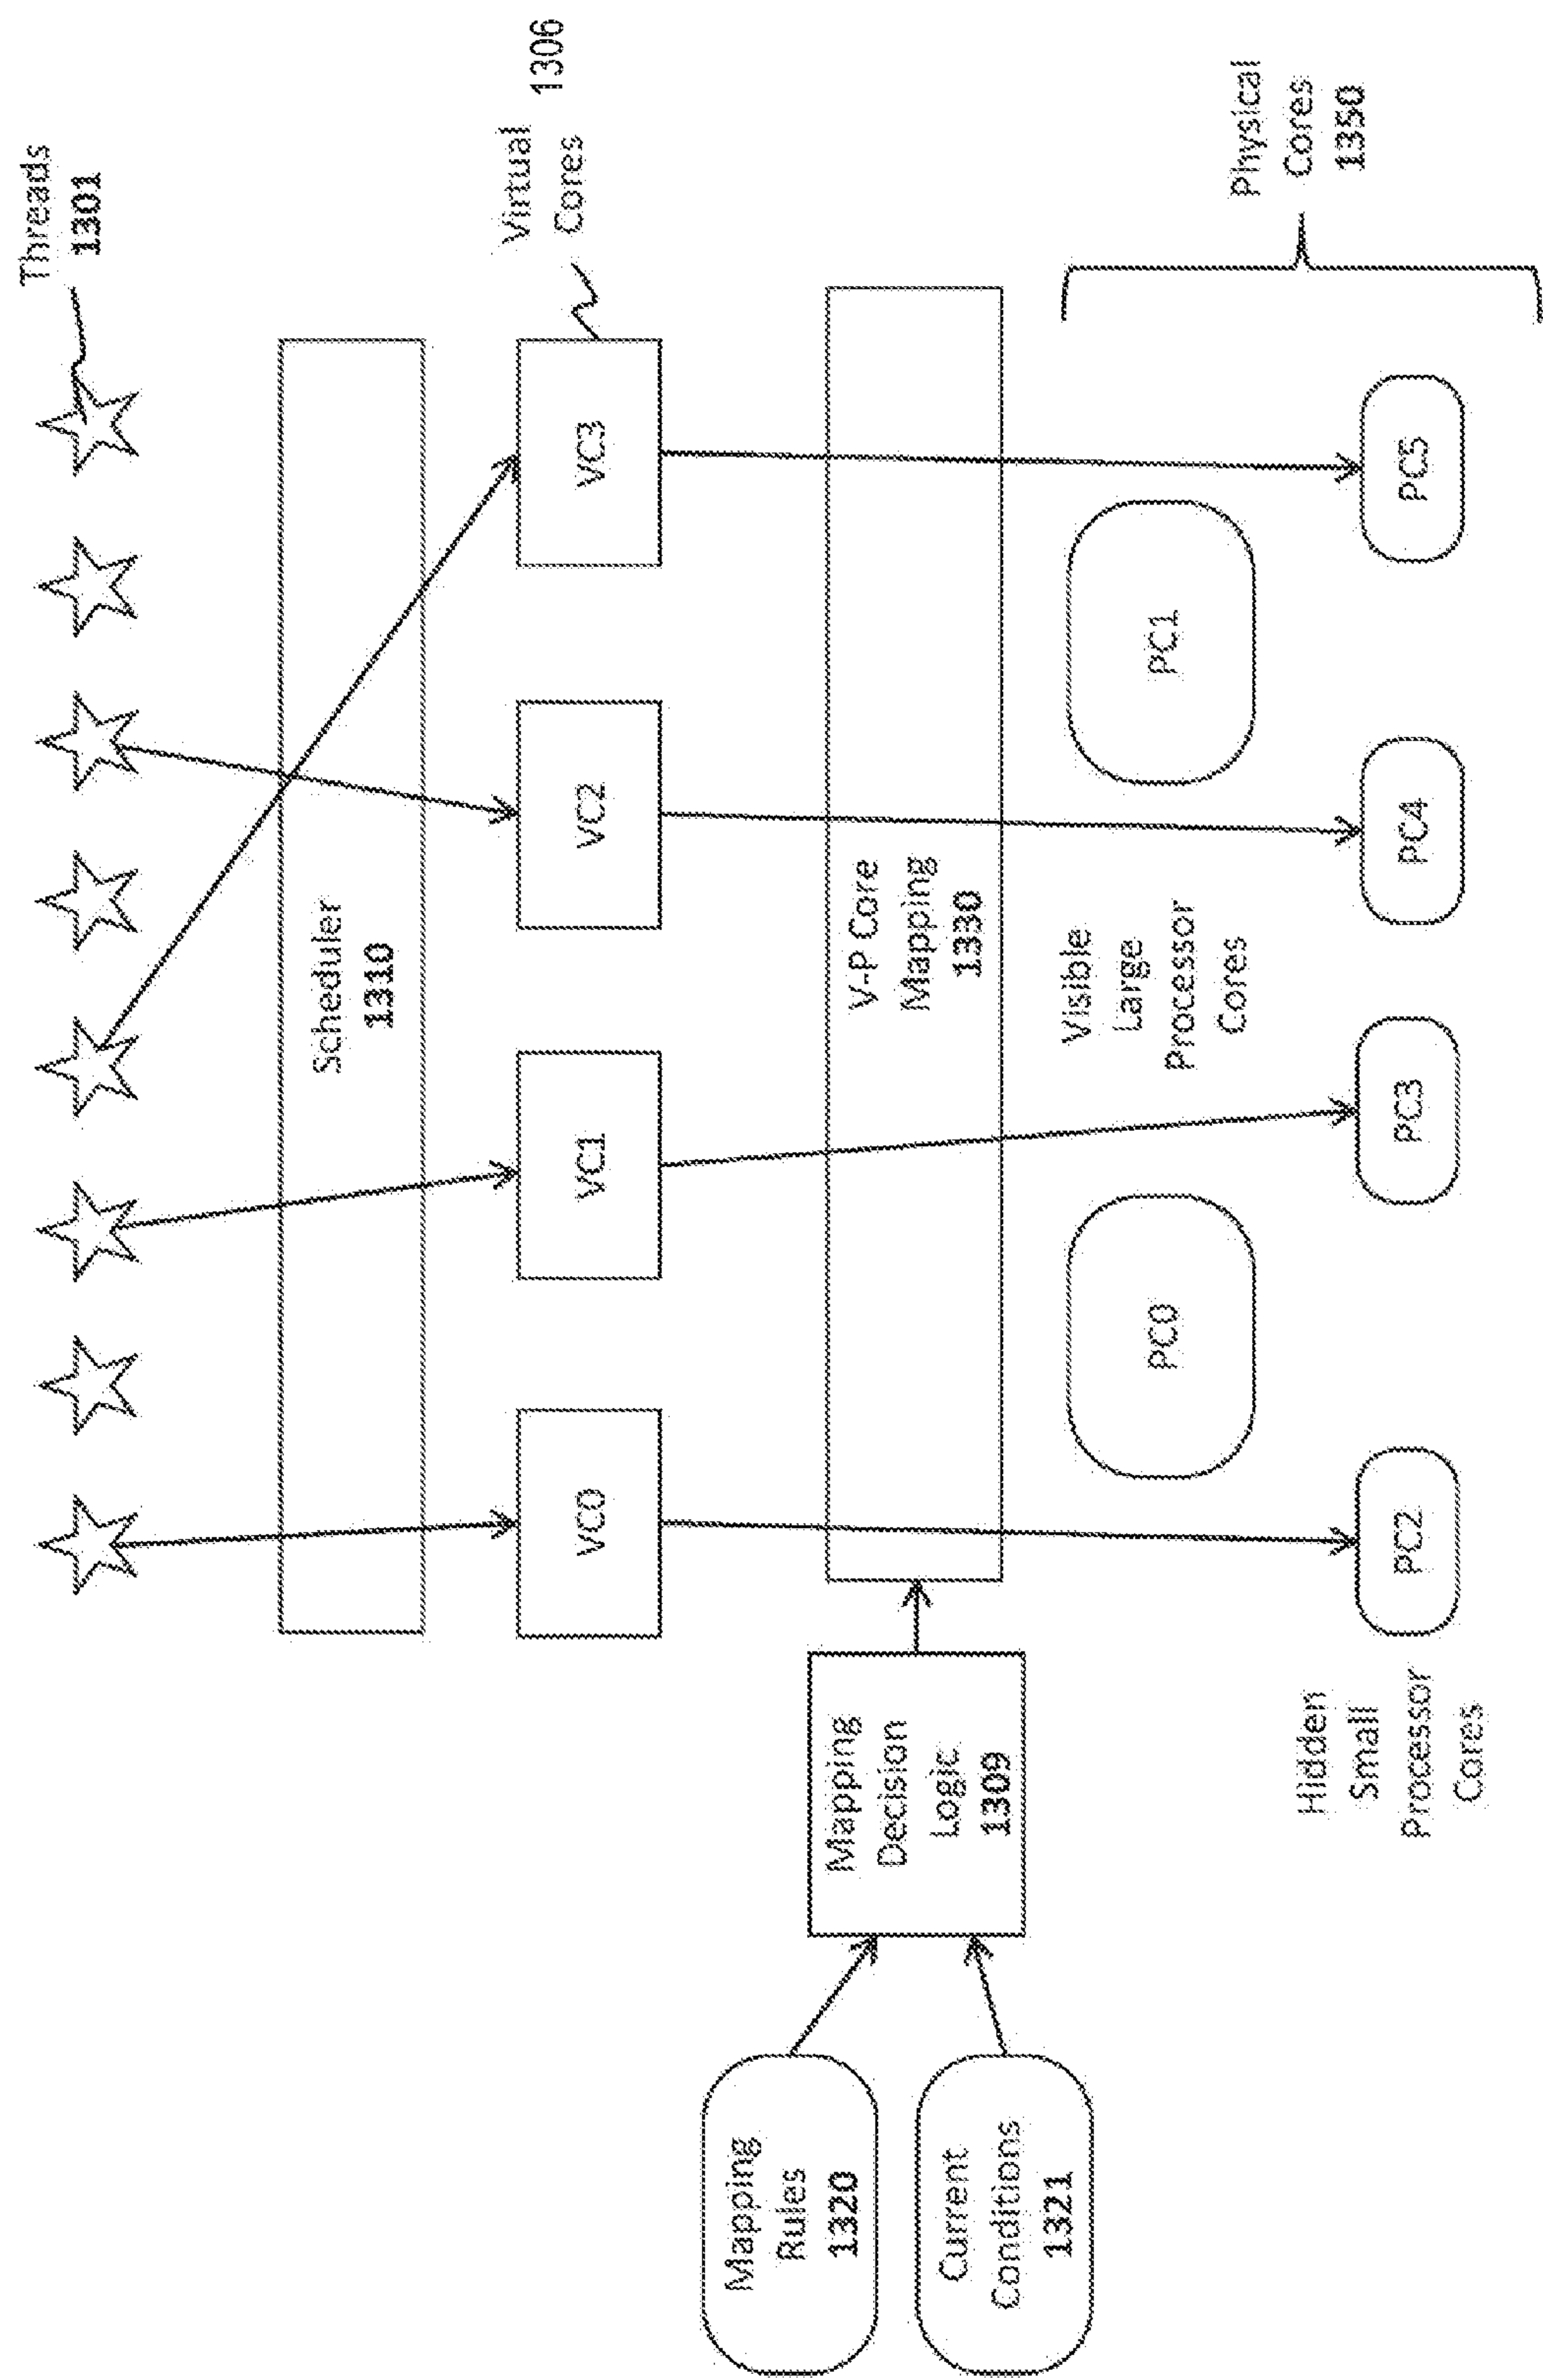 Threads
1301
Scheduler
1310
Virtual 1306
Cores
VC0
VC1
VC2
VC3
Mapping
Rules
1320
Current
Conditions
1321
Mapping
Decision
Logic
1309
V-P Core
Mapping
1330
Visible
Large
Processor
Cores
PC0
PC1
Physical
Cores
1350
Hidden
Small
Processor
Cores
PC2
PC3
PC4
PC5